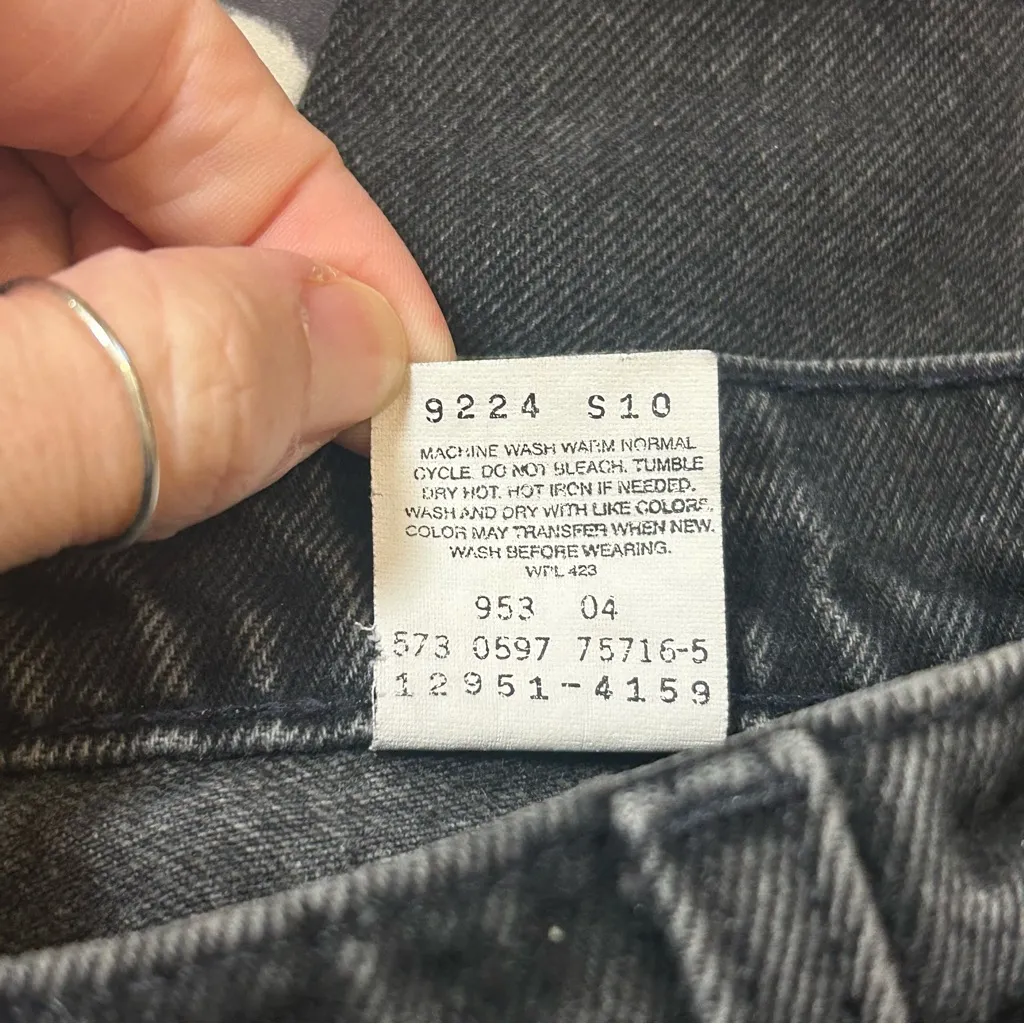 9224 S10
MACHINE WASH WARM NORMAL
CYCLE. DO NOT BLEACH. TUMBLE
DRY HOT. HOT IRON IF NEEDED.
WASH AND DRY WITH LIKE COLORS.
COLOR MAY TRANSFER WHEN NEW.
WASH BEFORE WEARING.
WPL 423
953 04
573 0597 75716-5
12951-4159